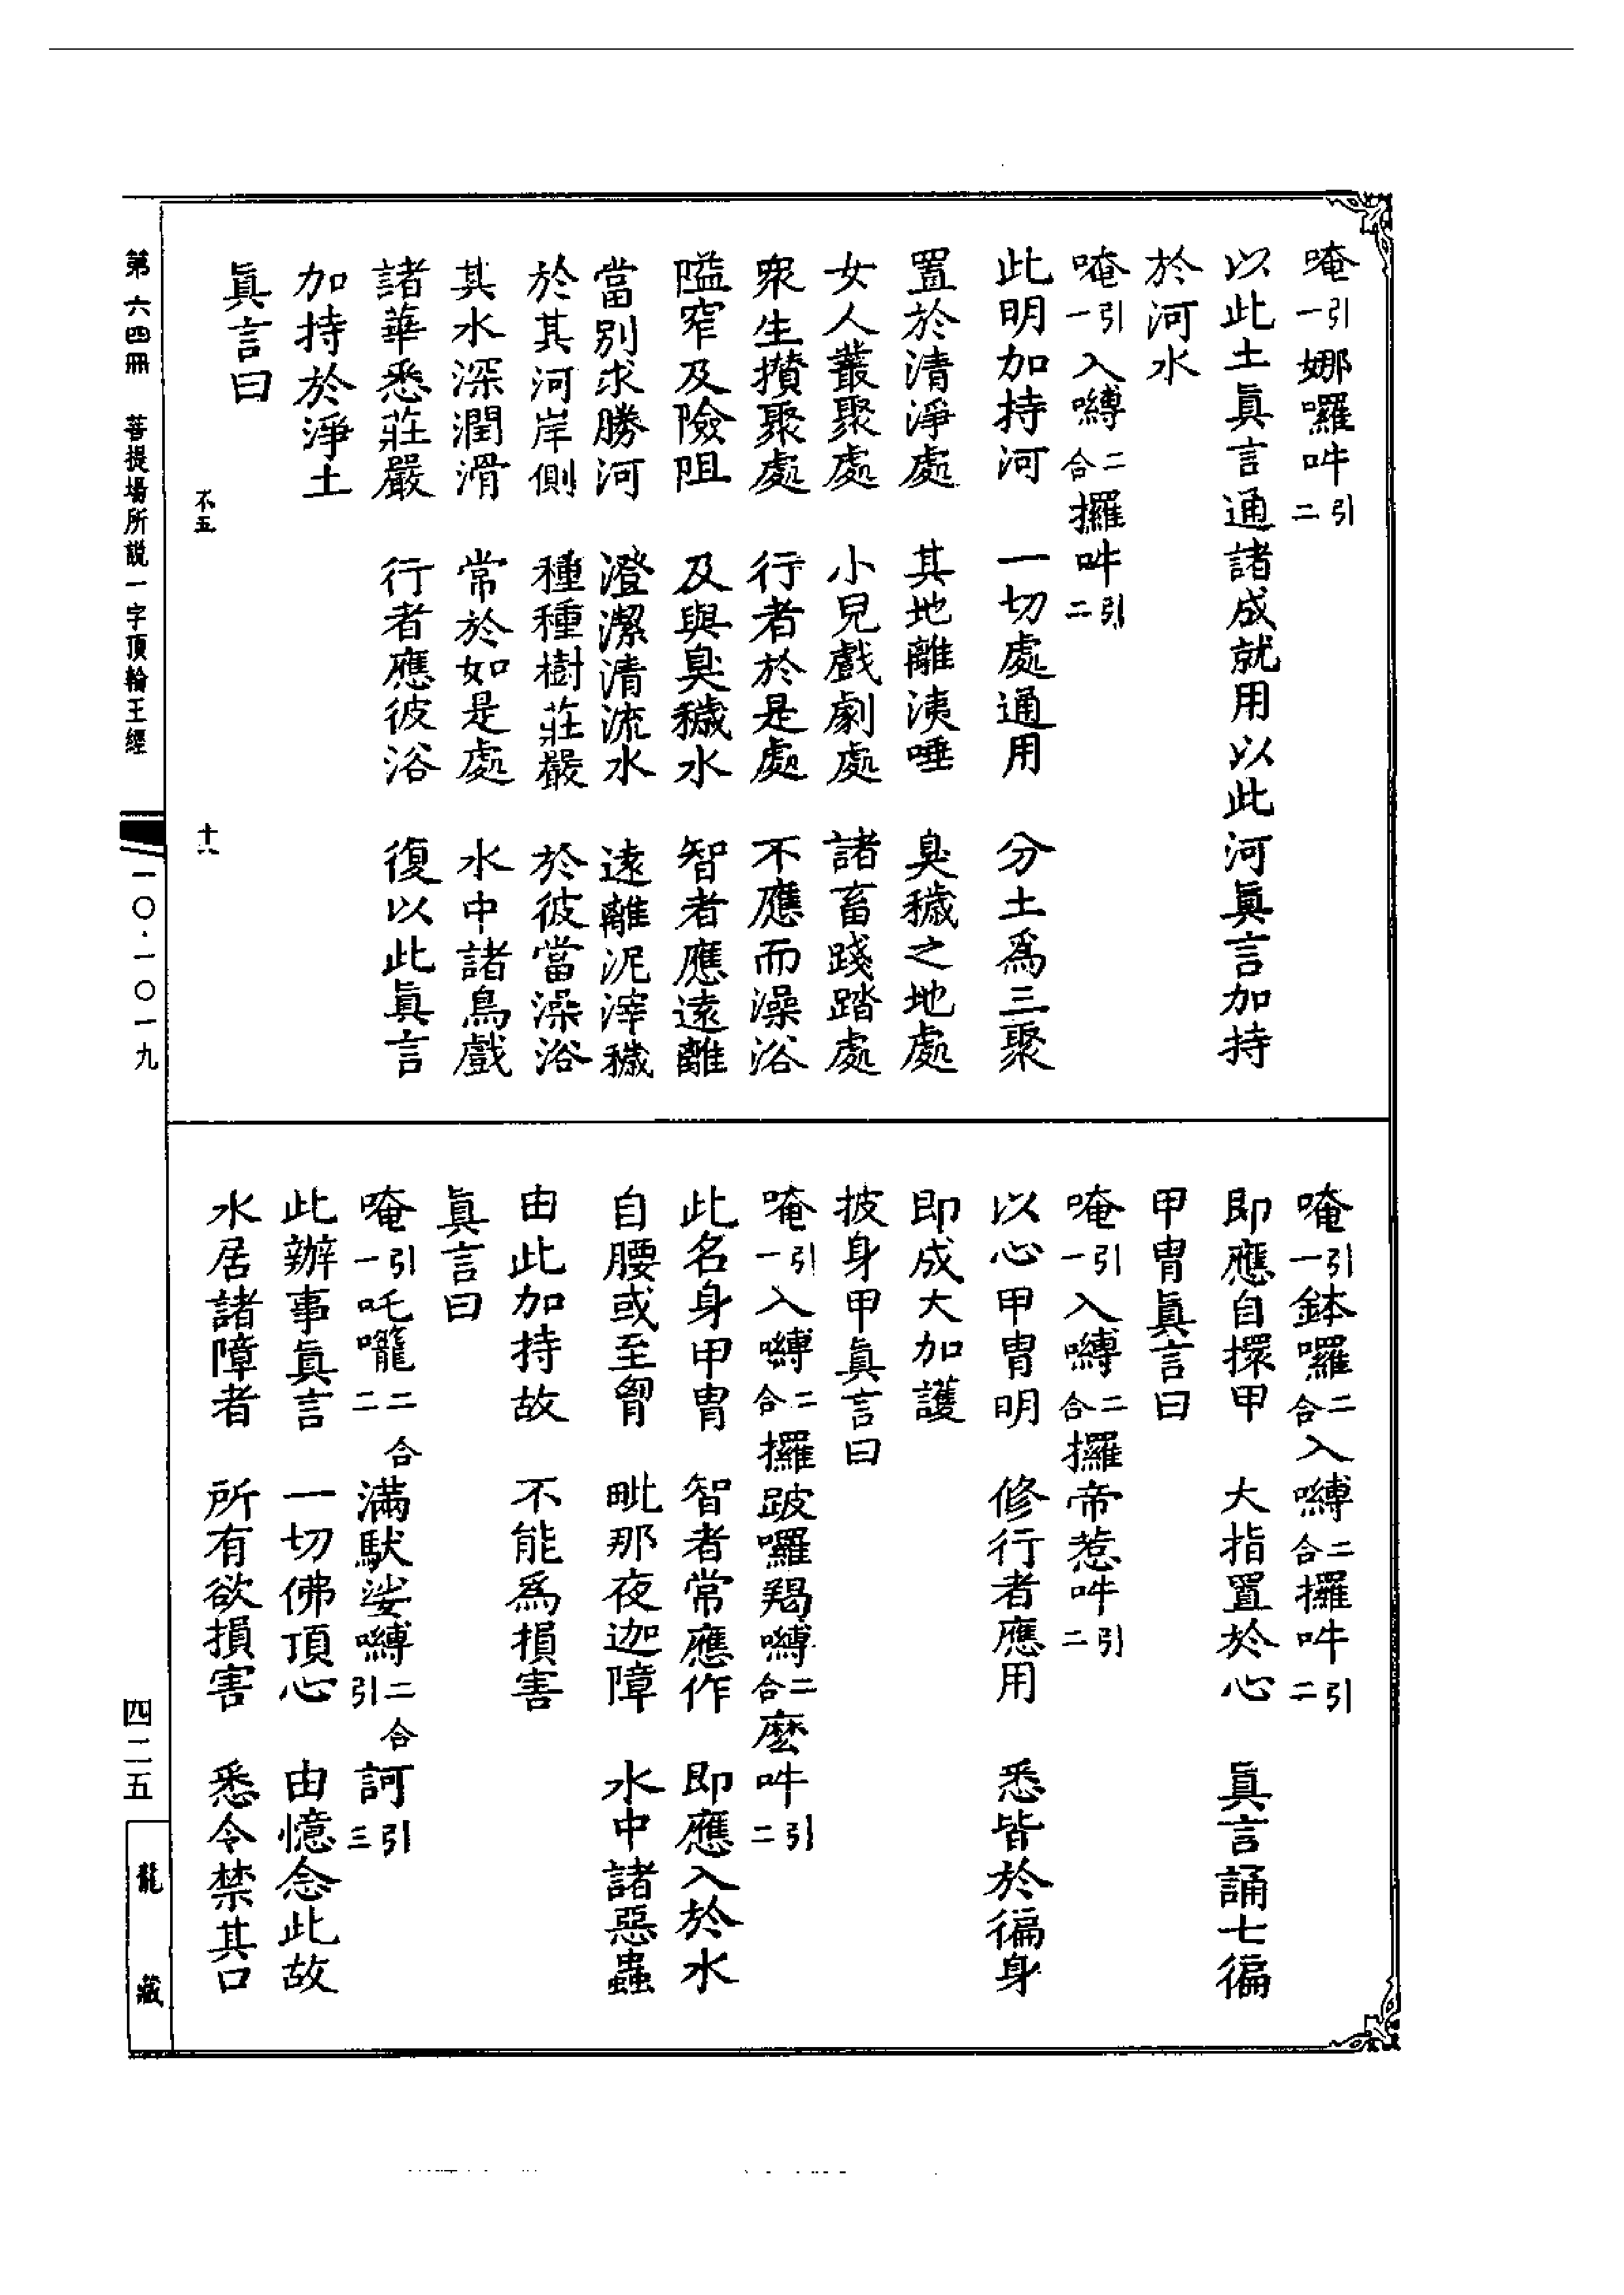 唵引一娜囉吽引二
以此土眞言通諸成就用以此河眞言加持
於河水
唵引一入嚩二合攞吽引二
此明加持河　一切處通用　分土爲三聚
置於清淨處　其地離洟唾　臭穢之地處
女人叢聚處　小兒戲劇處　諸畜踐踏處
衆生攅聚處　行者於是處　不應而澡浴
隘窄及險阻　及與臭穢水　智者應遠離
當別求勝河　澄潔清流水　遠離泥滓穢
於其河岸側　種種樹莊嚴　於彼當澡浴
其水深潤滑　常於如是處　水中諸鳥戲
諸華悉莊嚴　行者應彼浴　復以此眞言
加持於淨土
眞言曰
不五
十六
唵引一鉢囉二合入嚩二合攞吽引二
即應自擐甲　大指置於心　眞言誦七徧
甲冑眞言曰
唵引一入嚩二合攞帝惹吽引二
以心甲冑明　修行者應用　悉皆於徧身
即成大加護
披身甲眞言曰
唵引一入嚩二合攞跛囉羯嚩二合麽吽引二
此名身甲冑　智者常應作　即應入於水
自腰或至胷　毗那夜迦障　水中諸惡蟲
由此加持故　不能爲損害
眞言曰
唵引一吒嚨二合二滿馱娑嚩二合引訶引三
此辦事眞言　一切佛頂心　由憶念此故
水居諸障者　所有欲損害　悉令禁其口
第六四冊　菩提場所説一字頂輪王經
一〇·一〇一九
四二五
龍藏